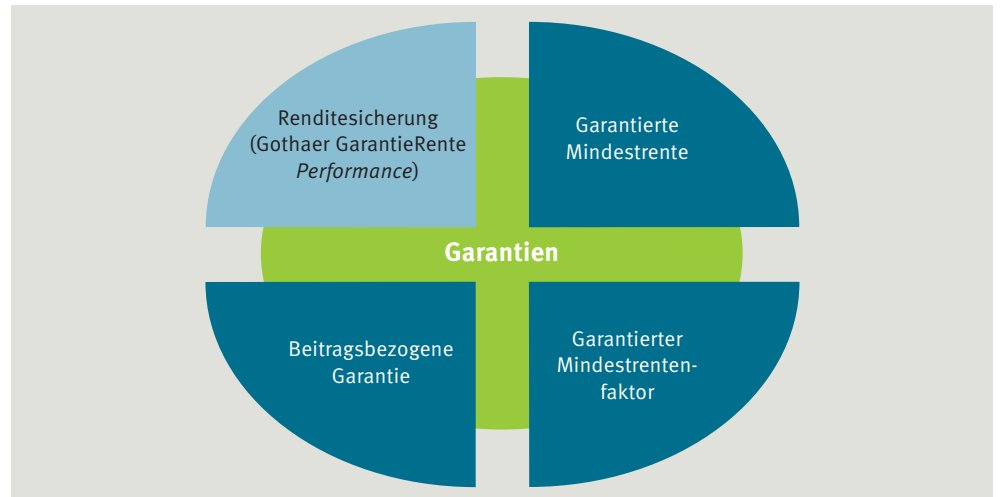 Renditesicherung
(Gothaer GarantieRente
Performance)
Garantierte
Mindestrente
Garantien
Beitragsbezogene
Garantie
Garantierter
Mindestrenten-
faktor